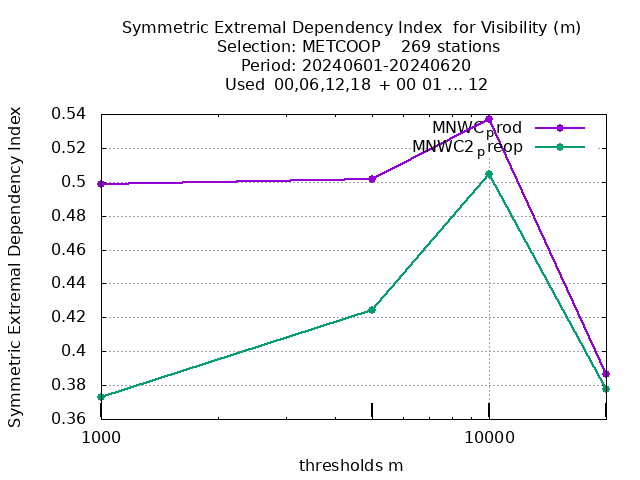 Symmetric Extremal Dependency Index  for Visibility (m)
Selection: METCOOP    269 stations
Period: 20240601-20240620
Used  00,06,12,18  + 00 01 ... 12
Symmetric Extremal Dependency Index
0.54
0.52
0.5
0.48
0.46
0.44
0.42
0.4
0.38
0.36
MNWC_prod
MNWC2_preop
1000
10000
thresholds m